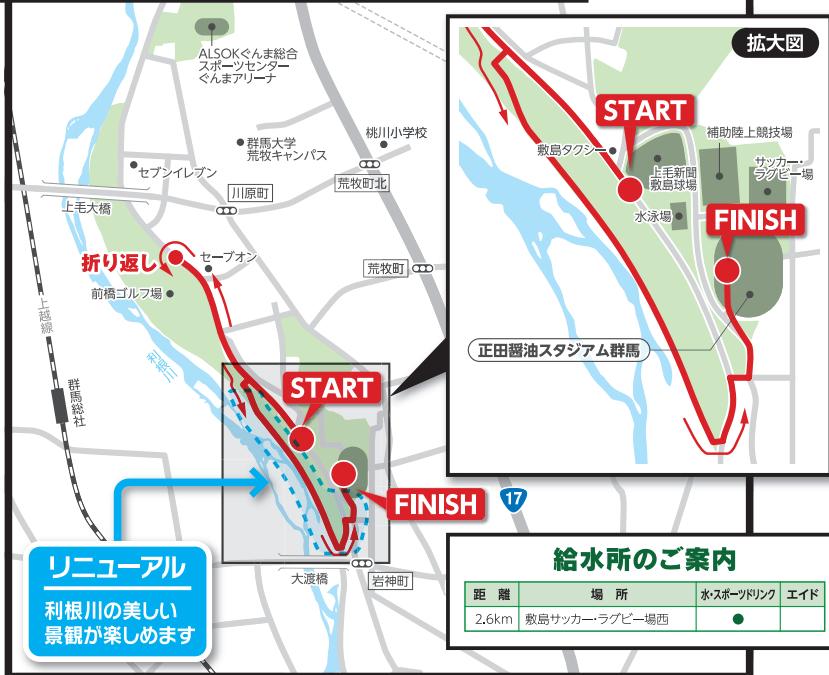 ALSOKぐんま総合
スポーツセンター
ぐんまアリーナ
群馬大学
荒牧キャンパス
桃川小学校
セブンイレブン
荒牧町北
川原町
上毛大橋
折り返し
セーブオン
荒牧町
前橋ゴルフ場
上越線
利根川
群馬総社
START
FINISH
17
リニューアル
利根川の美しい
景観が楽しめます
大渡橋
岩神町
拡大図
START
敷島タクシー
補助陸上競技場
上毛新聞
敷島球場
サッカー・
ラグビー場
水泳場
FINISH
正田醤油スタジアム群馬
給水所のご案内
距 離 場 所 水・スポーツドリンク エイド
2.6km 敷島サッカー・ラグビー場西 ●